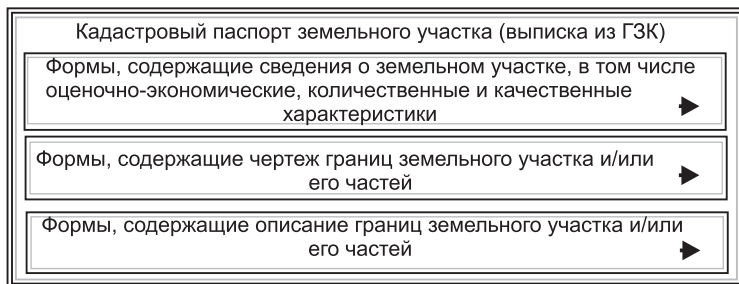 Кадастровый паспорт земельного участка (выписка из ГЗК)
Формы, содержащие сведения о земельном участке, в том числе
оценочно-экономические, количественные и качественные
характеристики
Формы, содержащие чертеж границ земельного участка и/или
его частей
Формы, содержащие описание границ земельного участка и/или
его частей